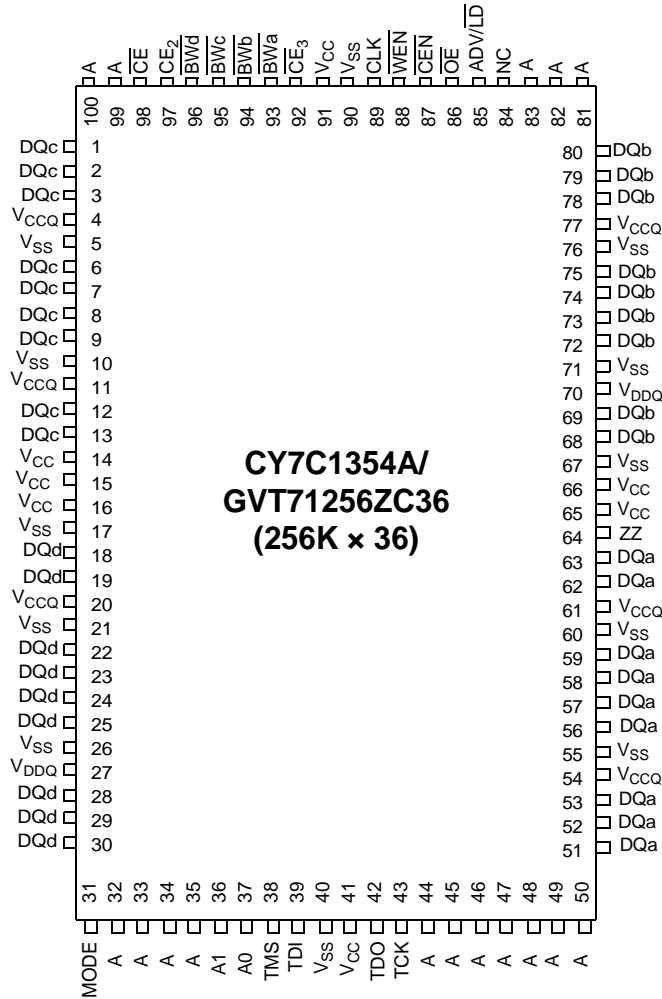 A A CE CE2 BWd BWc BWb BWa CE3 VCC VSS CLK WEN CEN OE ADV/LD NC A A A
100 99 98 97 96 95 94 93 92 91 90 89 88 87 86 85 84 83 82 81
DQc 1 80 DQb
DQc 2 79 DQb
DQc 3 78 DQb
VCCQ 4 77 VCCQ
VSS 5 76 VSS
DQc 6 75 DQb
DQc 7 74 DQb
DQc 8 73 DQb
DQc 9 72 DQb
VSS 10 71 VSS
VCCQ 11 70 VDDQ
DQc 12 69 DQb
DQc 13 68 DQb
VCC 14 67 VSS
VCC 15 66 VCC
VCC 16 65 VCC
VSS 17 64 ZZ
DQd 18 63 DQa
DQd 19 62 DQa
VCCQ 20 61 VCCQ
VSS 21 60 VSS
DQd 22 59 DQa
DQd 23 58 DQa
DQd 24 57 DQa
DQd 25 56 DQa
VSS 26 55 VSS
VDDQ 27 54 VCCQ
DQd 28 53 DQa
DQd 29 52 DQa
DQd 30 51 DQa
CY7C1354A/
GVT71256ZC36
(256K × 36)
31 32 33 34 35 36 37 38 39 40 41 42 43 44 45 46 47 48 49 50
MODE A A A A A1 A0 TMS TDI VSS VCC TDO TCK A A A A A A A